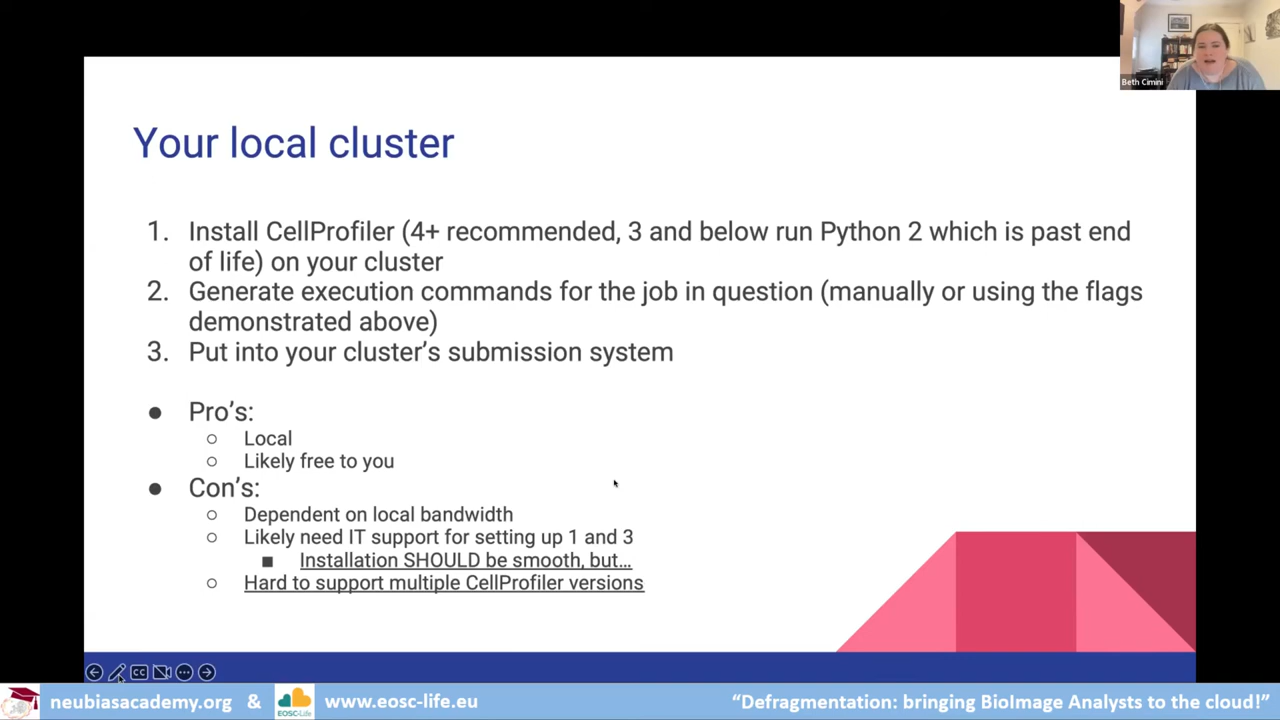 Beth Cimini
Your local cluster
1. Install CellProfiler (4+ recommended, 3 and below run Python 2 which is past end
of life) on your cluster
2. Generate execution commands for the job in question (manually or using the flags
demonstrated above)
3. Put into your cluster’s submission system
● Pro’s:
○ Local
○ Likely free to you
● Con’s:
○ Dependent on local bandwidth
○ Likely need IT support for setting up 1 and 3
■ Installation SHOULD be smooth, but…
○ Hard to support multiple CellProfiler versions
CC
neubiasacademy.org & EOSC-Life www.eosc-life.eu “Defragmentation: bringing BioImage Analysts to the cloud!”